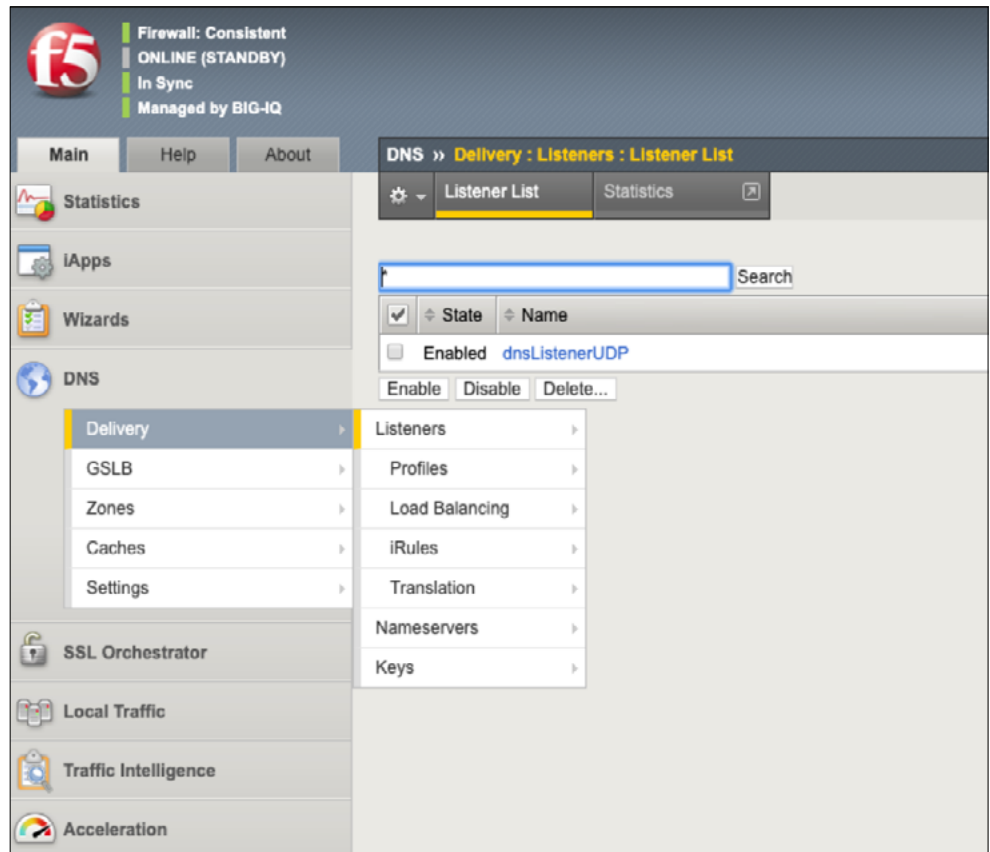 f5
Firewall: Consistent
ONLINE (STANDBY)
In Sync
Managed by BIG-IQ
Main Help About
DNS ›› Delivery : Listeners : Listener List
Listener List Statistics
Statistics
iApps
* Search
Wizards
State Name
Enabled dnsListenerUDP
DNS
Enable Disable Delete...
Delivery
GSLB
Zones
Caches
Settings
Listeners
Profiles
Load Balancing
iRules
Translation
Nameservers
Keys
SSL Orchestrator
Local Traffic
Traffic Intelligence
Acceleration